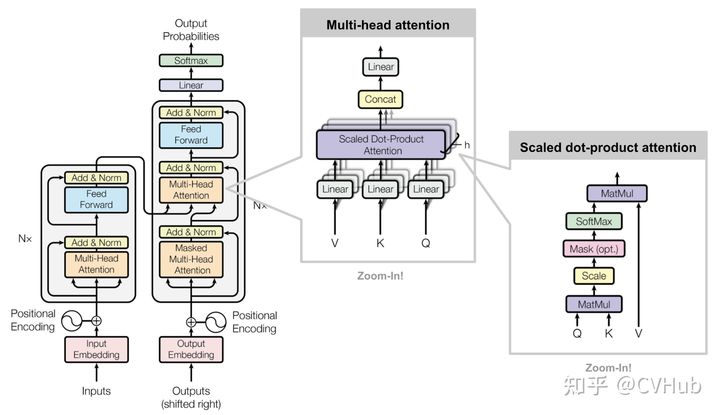 Output
Probabilities
Softmax
Linear
Add & Norm
Feed
Forward
Add & Norm
Multi-Head
Attention
Add & Norm
Masked
Multi-Head
Attention
N×
Positional
Encoding
Output
Embedding
Outputs
(shifted right)
Add & Norm
Feed
Forward
N×
Add & Norm
Multi-Head
Attention
Positional
Encoding
Input
Embedding
Inputs
Multi-head attention
Linear
Concat
Scaled Dot-Product
Attention
h
Linear
Linear
Linear
V
K
Q
Zoom-In!
Scaled dot-product attention
MatMul
SoftMax
Mask (opt.)
Scale
MatMul
Q
K
V
Zoom-In!
知乎 @CVHub